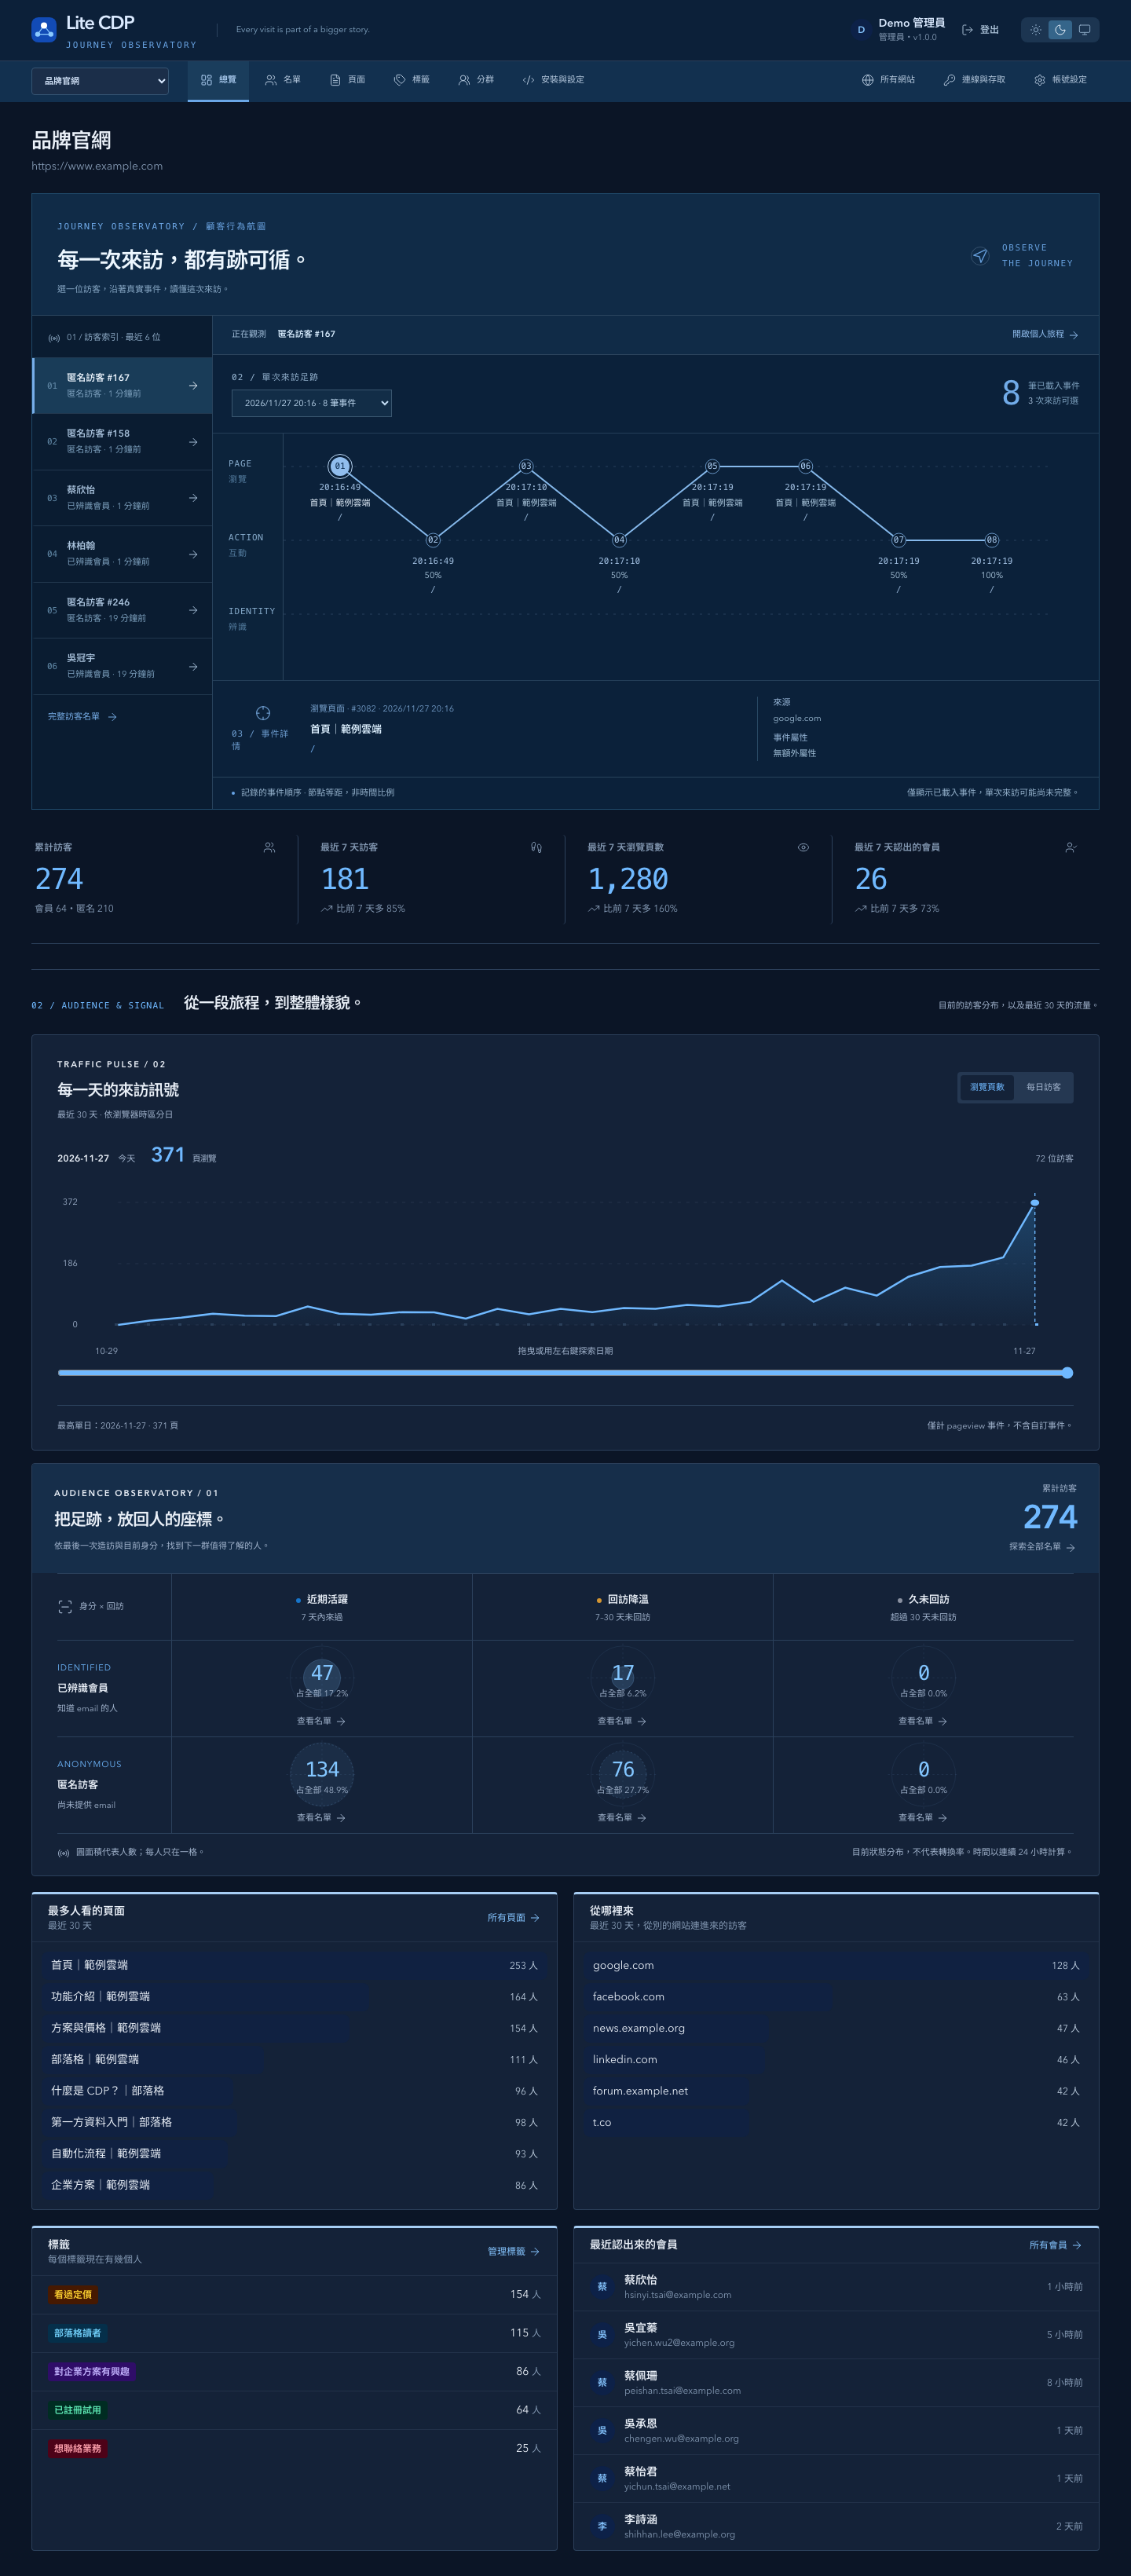 Lite CDP
JOURNEY OBSERVATORY
Every visit is part of a bigger story.
D
Demo 管理員
管理員・v1.0.0
登出
品牌官網
總覽
名單
頁面
標籤
分群
安裝與設定
所有網站
連線與存取
帳號設定
品牌官網
https://www.example.com
JOURNEY OBSERVATORY / 顧客行為航圖
每一次來訪，都有跡可循。
選一位訪客，沿著真實事件，讀懂這次來訪。
OBSERVE
THE JOURNEY
01 / 訪客索引 · 最近 6 位
01
匿名訪客 #167
匿名訪客 · 1 分鐘前
02
匿名訪客 #158
匿名訪客 · 1 分鐘前
03
蔡欣怡
已辨識會員 · 1 分鐘前
04
林柏翰
已辨識會員 · 1 分鐘前
05
匿名訪客 #246
匿名訪客 · 19 分鐘前
06
吳冠宇
已辨識會員 · 19 分鐘前
完整訪客名單
正在觀測 匿名訪客 #167
開啟個人旅程
02 / 單次來訪足跡
2026/11/27 20:16 · 8 筆事件
8
筆已載入事件
3 次來訪可選
PAGE
瀏覽
ACTION
互動
IDENTITY
辨識
01
20:16:49
首頁｜範例雲端
/
02
20:16:49
50%
/
03
20:17:10
首頁｜範例雲端
/
04
20:17:10
50%
/
05
20:17:19
首頁｜範例雲端
/
06
20:17:19
首頁｜範例雲端
/
07
20:17:19
50%
/
08
20:17:19
100%
/
03 / 事件詳
情
瀏覽頁面 · #3082 · 2026/11/27 20:16
首頁｜範例雲端
/
來源
google.com
事件屬性
無額外屬性
記錄的事件順序 · 節點等距，非時間比例
僅顯示已載入事件，單次來訪可能尚未完整。
累計訪客
274
會員 64・匿名 210
最近 7 天訪客
181
比前 7 天多 85%
最近 7 天瀏覽頁數
1,280
比前 7 天多 160%
最近 7 天認出的會員
26
比前 7 天多 73%
02 / AUDIENCE & SIGNAL
從一段旅程，到整體樣貌。
目前的訪客分布，以及最近 30 天的流量。
TRAFFIC PULSE / 02
每一天的來訪訊號
最近 30 天 · 依瀏覽器時區分日
瀏覽頁數
每日訪客
2026-11-27 今天 371 頁瀏覽
72 位訪客
372
186
0
10-29
拖曳或用左右鍵探索日期
11-27
最高單日：2026-11-27 · 371 頁
僅計 pageview 事件，不含自訂事件。
AUDIENCE OBSERVATORY / 01
把足跡，放回人的座標。
依最後一次造訪與目前身分，找到下一群值得了解的人。
累計訪客
274
探索全部名單
身分 × 回訪
近期活躍
7 天內來過
回訪降溫
7-30 天未回訪
久未回訪
超過 30 天未回訪
IDENTIFIED
已辨識會員
知道 email 的人
47
占全部 17.2%
查看名單
17
占全部 6.2%
查看名單
0
占全部 0.0%
查看名單
ANONYMOUS
匿名訪客
尚未提供 email
134
占全部 48.9%
查看名單
76
占全部 27.7%
查看名單
0
占全部 0.0%
查看名單
圓面積代表人數；每人只在一格。
目前狀態分布，不代表轉換率。時間以連續 24 小時計算。
最多人看的頁面
最近 30 天
所有頁面
首頁｜範例雲端 253 人
功能介紹｜範例雲端 164 人
方案與價格｜範例雲端 154 人
部落格｜範例雲端 111 人
什麼是 CDP？｜部落格 96 人
第一方資料入門｜部落格 98 人
自動化流程｜範例雲端 93 人
企業方案｜範例雲端 86 人
從哪裡來
最近 30 天，從別的網站連進來的訪客
google.com 128 人
facebook.com 63 人
news.example.org 47 人
linkedin.com 46 人
forum.example.net 42 人
t.co 42 人
標籤
每個標籤現在有幾個人
管理標籤
看過定價 154 人
部落格讀者 115 人
對企業方案有興趣 86 人
已註冊試用 64 人
想聯絡業務 25 人
最近認出來的會員
所有會員
蔡
蔡欣怡
hsinyi.tsai@example.com
1 小時前
吳
吳宜蓁
yichen.wu2@example.org
5 小時前
蔡
蔡佩珊
peishan.tsai@example.com
8 小時前
吳
吳承恩
chengen.wu@example.org
1 天前
蔡
蔡怡君
yichun.tsai@example.net
1 天前
李
李詩涵
shihhan.lee@example.org
2 天前